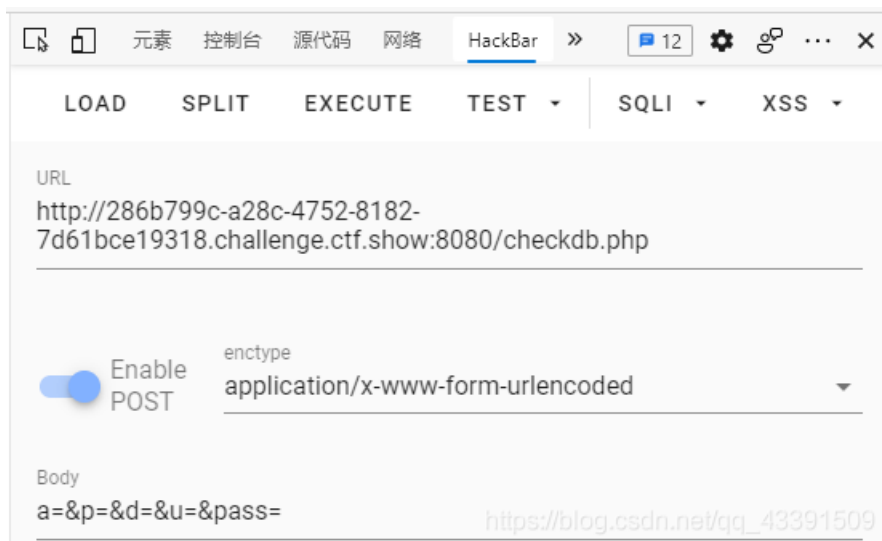 元素 控制台 源代码 网络 HackBar » 12
LOAD SPLIT EXECUTE TEST SQLI XSS
URL
http://286b799c-a28c-4752-8182-
7d61bce19318.challenge.ctf.show:8080/checkdb.php
Enable
POST
enctype
application/x-www-form-urlencoded
Body
a=&p=&d=&u=&pass=
https://blog.csdn.net/qq_43391509